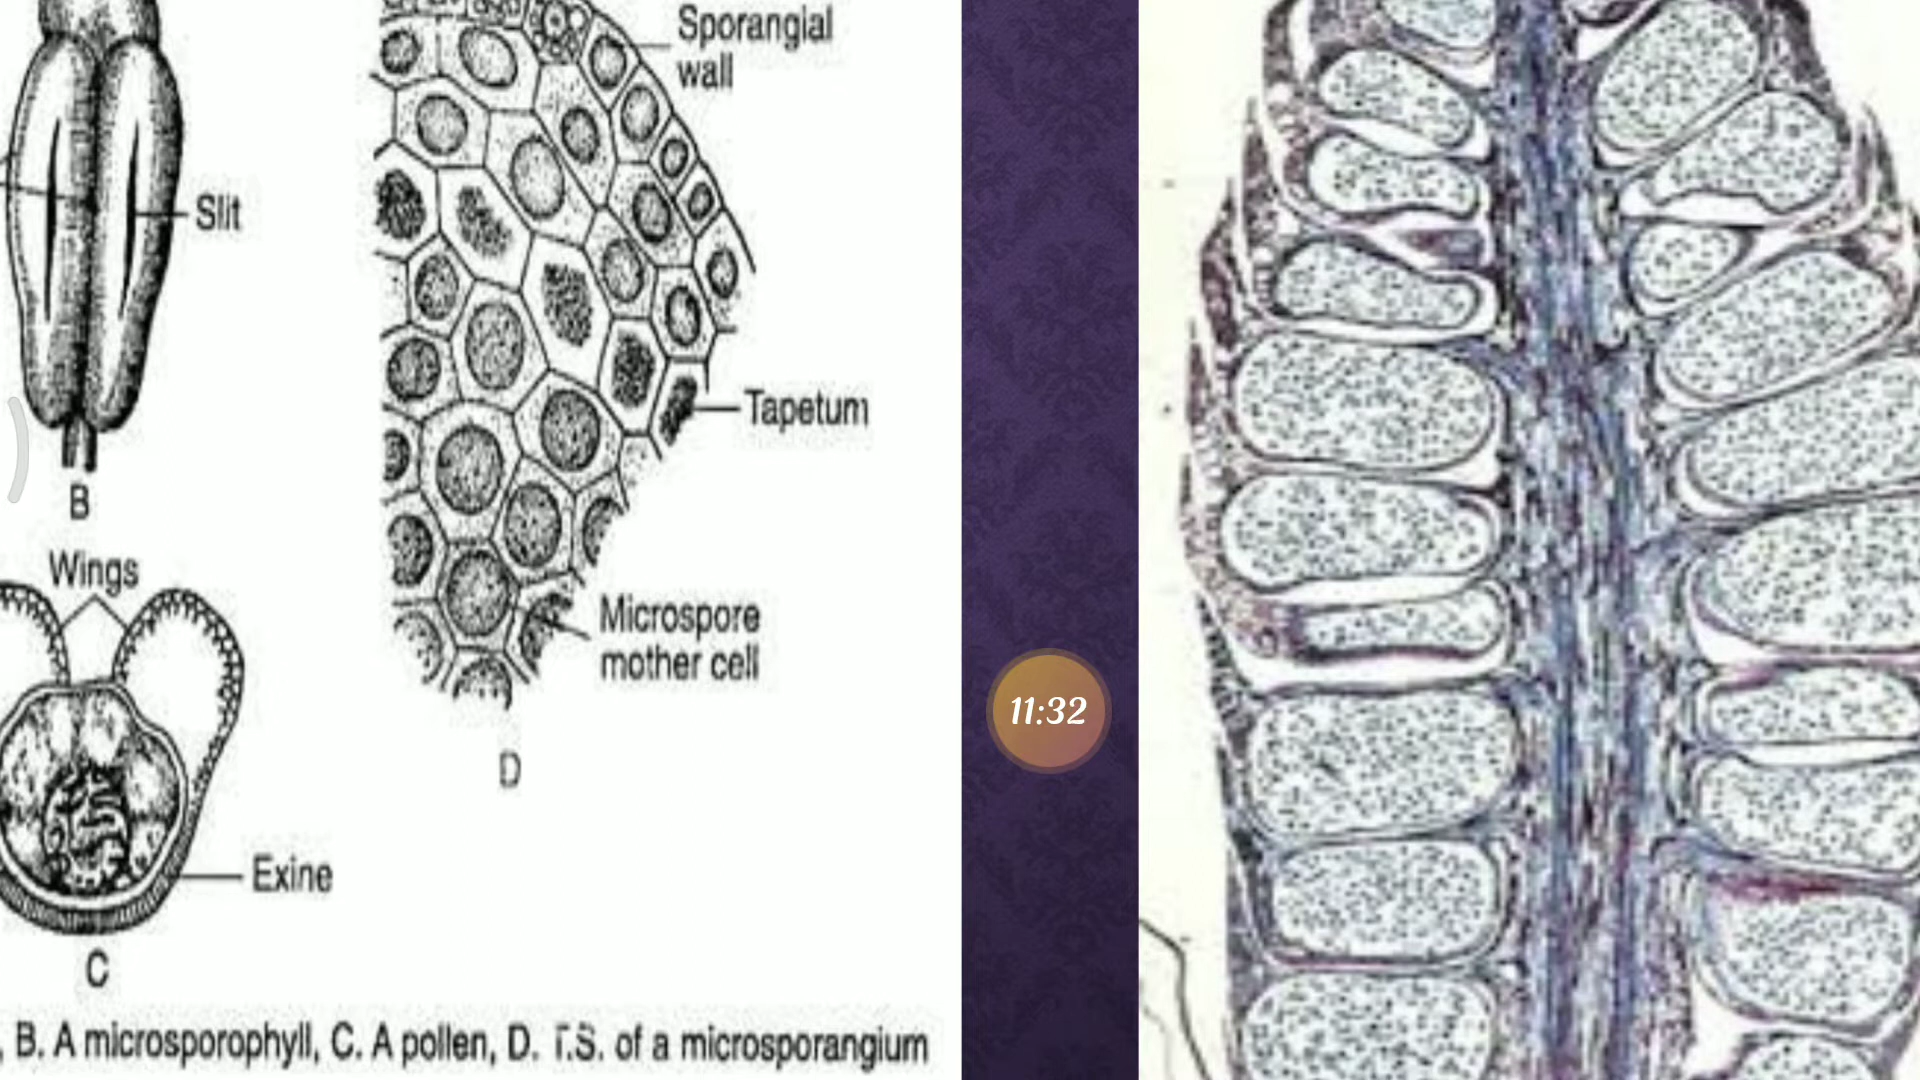 Sporangial
wall
Slit
Tapetum
B
Wings
Microspore
mother cell
11:32
D
Exine
C
, B. A microsporophyll, C. A pollen, D. T.S. of a microsporangium